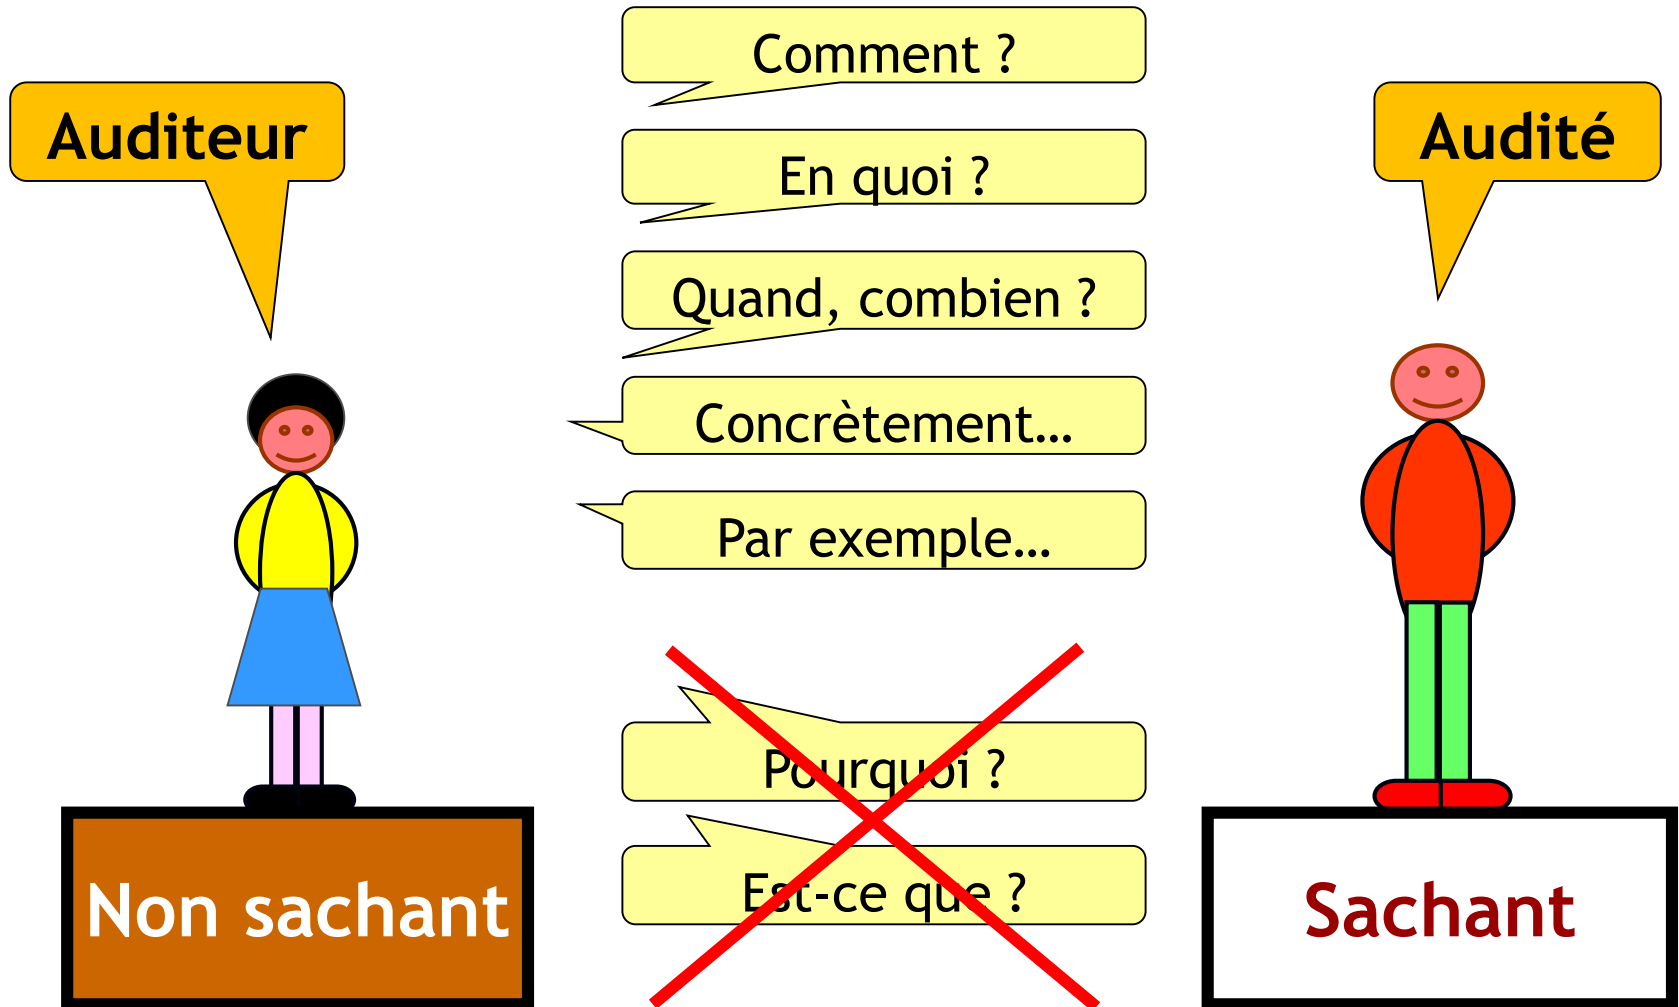 Comment ?
Auditeur
Audité
En quoi ?
Quand, combien ?
Concrètement…
Par exemple…
Pourquoi ?
Est-ce que ?
Non sachant
Sachant